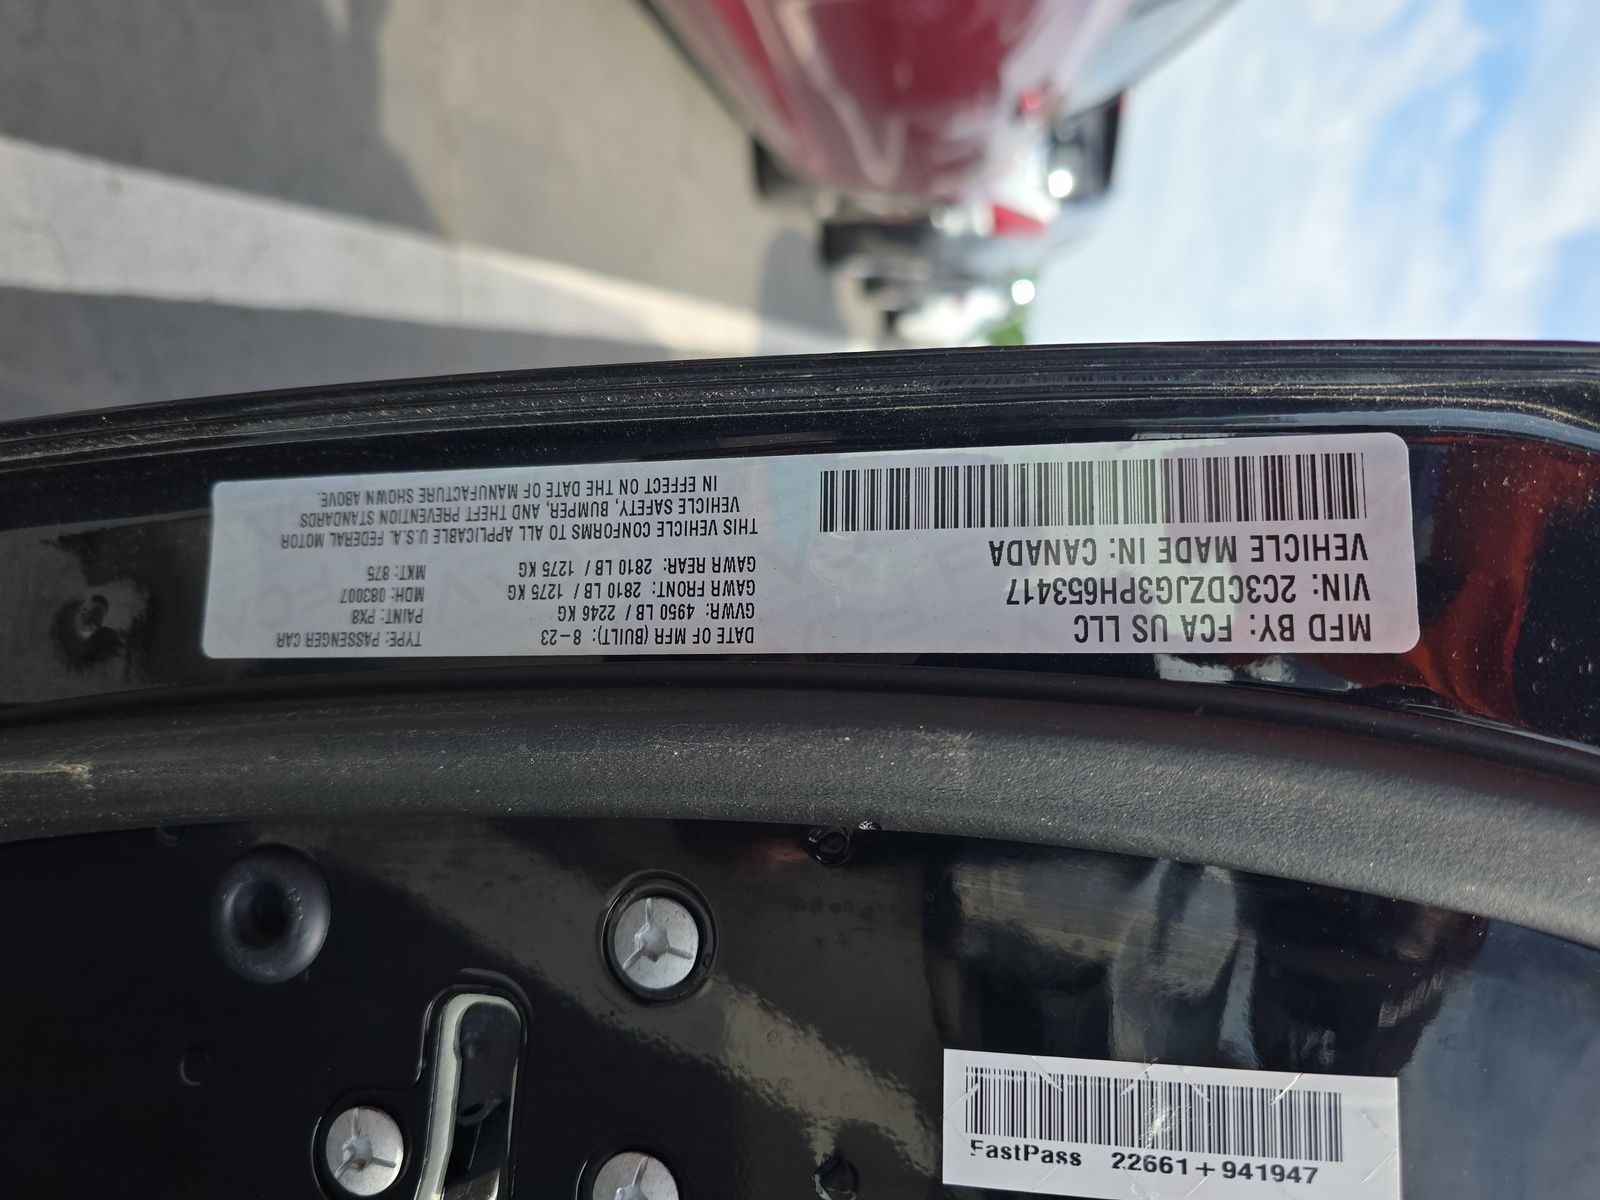 MFD BY: FCA US LLC
VIN: 2C3CDZJG3PH653417
VEHICLE MADE IN: CANADA
DATE OF MFR (BUILT): 8-23 TYPE: PASSENGER CAR
GVWR: 4950 LB / 2246 KG PAINT: PX8
GAWR FRONT: 2810 LB / 1275 KG MDH: 083007
GAWR REAR: 2810 LB / 1275 KG MKT: 875
THIS VEHICLE CONFORMS TO ALL APPLICABLE U.S.A. FEDERAL MOTOR
VEHICLE SAFETY, BUMPER, AND THEFT PREVENTION STANDARDS
IN EFFECT ON THE DATE OF MANUFACTURE SHOWN ABOVE.
FastPass 22661+941947